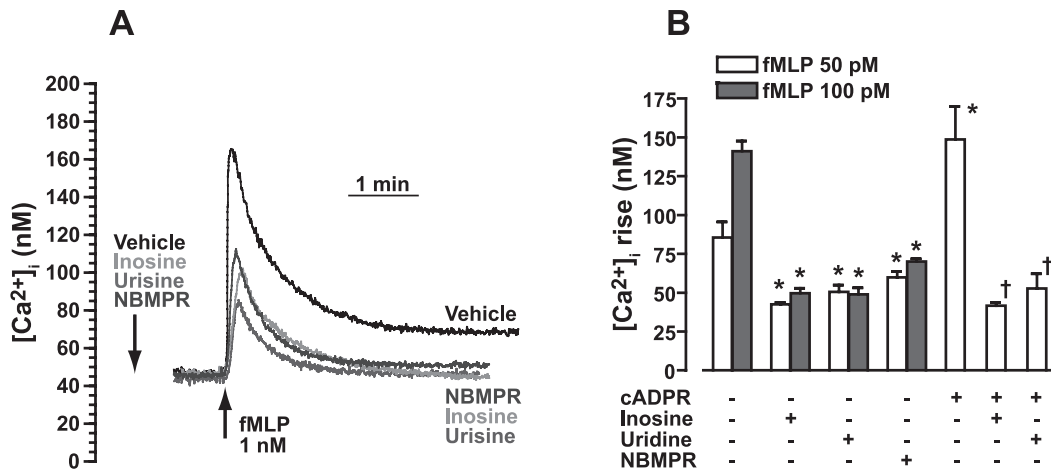 A
200
180
160
140
120
100
80
60
40
20
0
[Ca2+]i (nM)
1 min
Vehicle
Inosine
Urisine
NBMPR
Vehicle
NBMPR
Inosine
Urisine
fMLP
1 nM
B
fMLP 50 pM
fMLP 100 pM
175
150
125
100
75
50
25
0
[Ca2+]i rise (nM)
* * * * * * * † †
cADPR - - - - + + +
Inosine - + - - - + -
Uridine - - + - - - +
NBMPR - - - + - - -